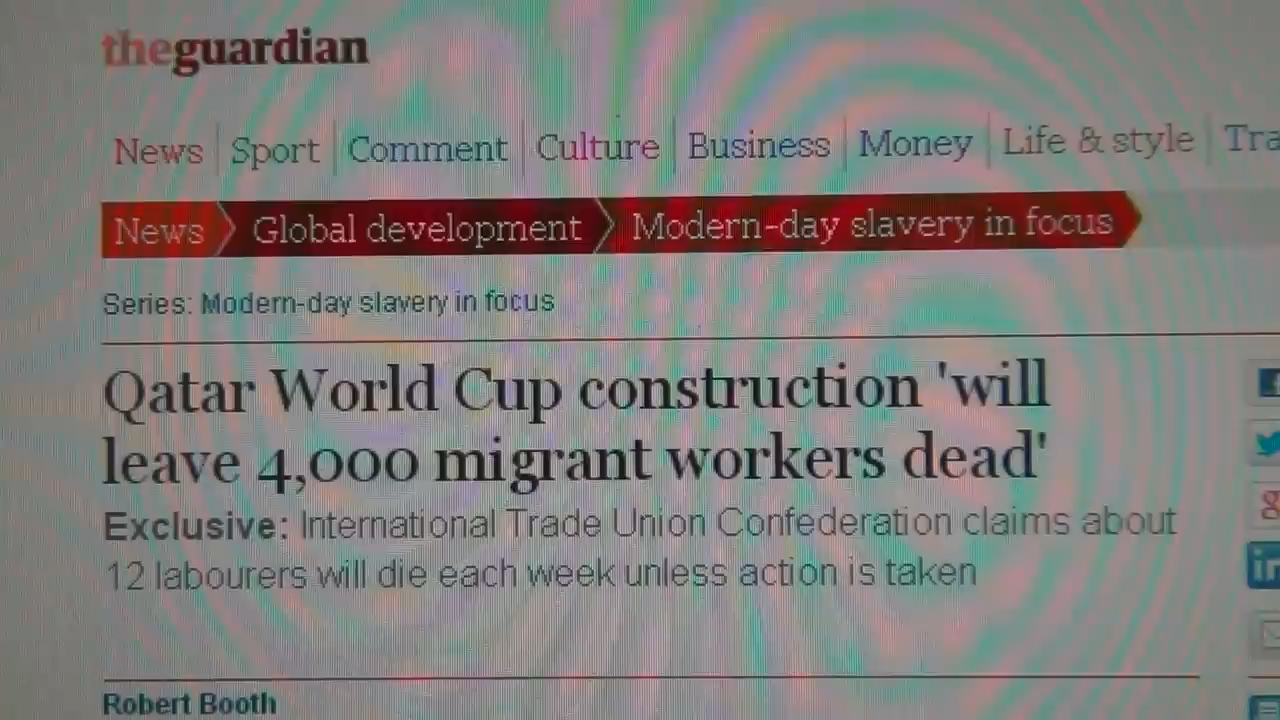 theguardian
News Sport Comment Culture Business Money Life & style Tra
News Global development Modern-day slavery in focus
Series: Modern-day slavery in focus
Qatar World Cup construction 'will
leave 4,000 migrant workers dead'
Exclusive: International Trade Union Confederation claims about
12 labourers will die each week unless action is taken
Robert Booth